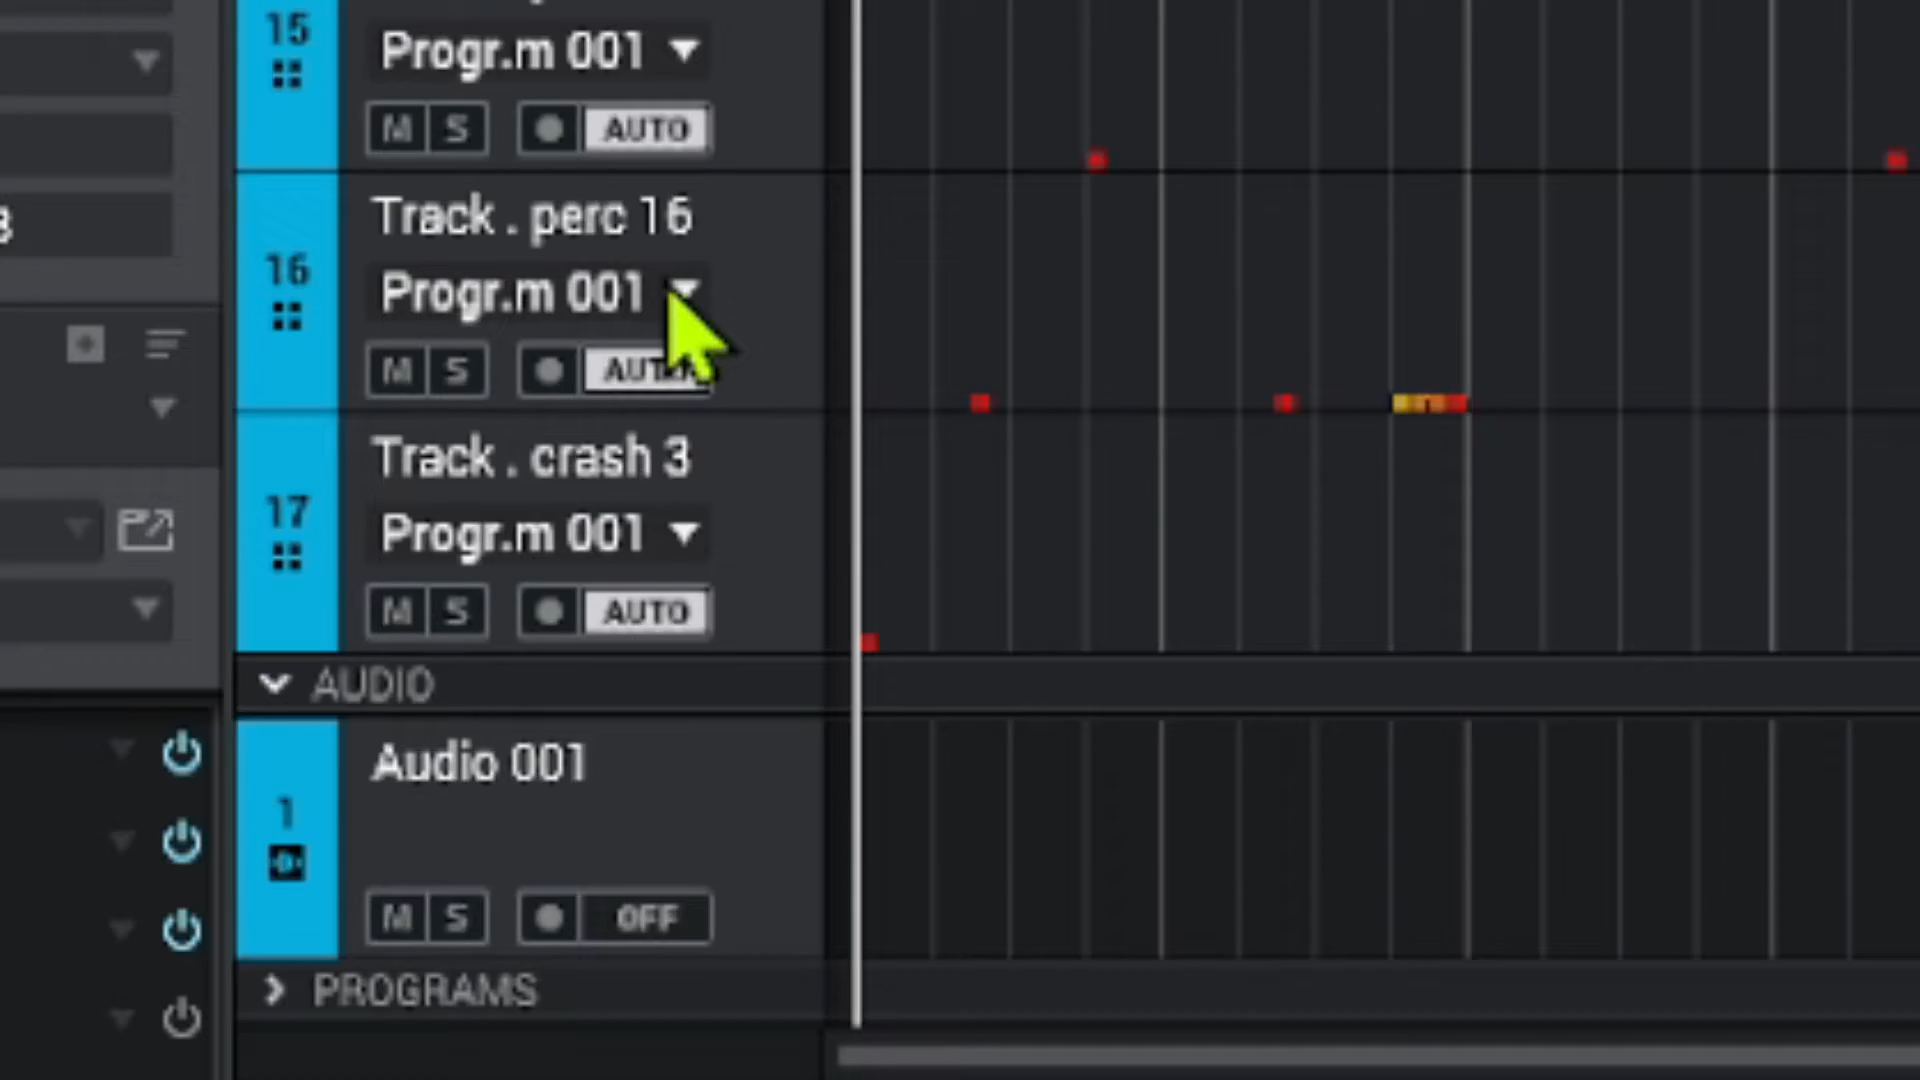 15
Progr.m 001
M S AUTO
Track . perc 16
16
Progr.m 001
M S
Track . crash 3
17
Progr.m 001
M S AUTO
AUDIO
Audio 001
1
M S OFF
PROGRAMS